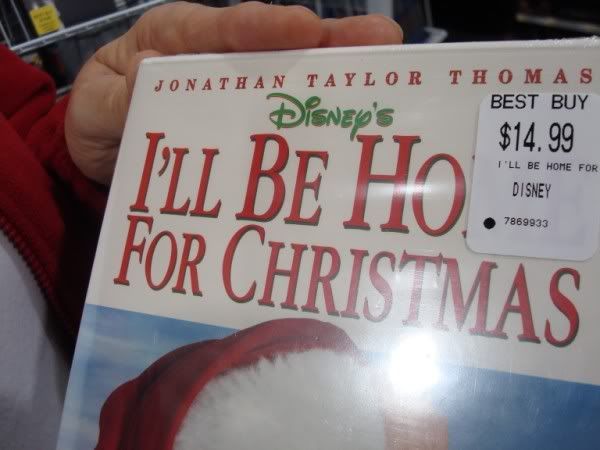 JONATHAN TAYLOR THOMAS
DISNEY'S
I'LL BE HO
FOR CHRISTMAS
BEST BUY
$14.99
I'LL BE HOME FOR
DISNEY
7869933